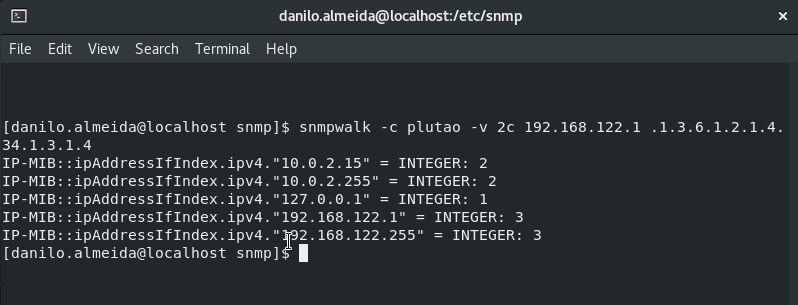 danilo.almeida@localhost:/etc/snmp
File Edit View Search Terminal Help
[danilo.almeida@localhost snmp]$ snmpwalk -c plutao -v 2c 192.168.122.1 .1.3.6.1.2.1.4.
34.1.3.1.4
IP-MIB::ipAddressIfIndex.ipv4."10.0.2.15" = INTEGER: 2
IP-MIB::ipAddressIfIndex.ipv4."10.0.2.255" = INTEGER: 2
IP-MIB::ipAddressIfIndex.ipv4."127.0.0.1" = INTEGER: 1
IP-MIB::ipAddressIfIndex.ipv4."192.168.122.1" = INTEGER: 3
IP-MIB::ipAddressIfIndex.ipv4."192.168.122.255" = INTEGER: 3
[danilo.almeida@localhost snmp]$